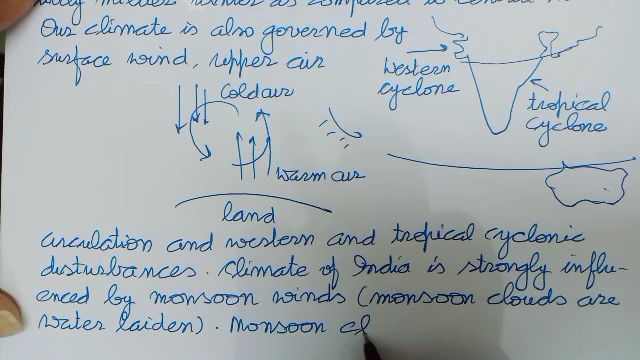 Our climate is also governed by
surface wind, upper air
Western
cyclone
tropical
cyclone
Cold air
Warm air
land
circulation and western and tropical cyclonic
disturbances. Climate of India is strongly influ-
enced by monsoon winds (monsoon clouds are
water laiden). Monsoon cl